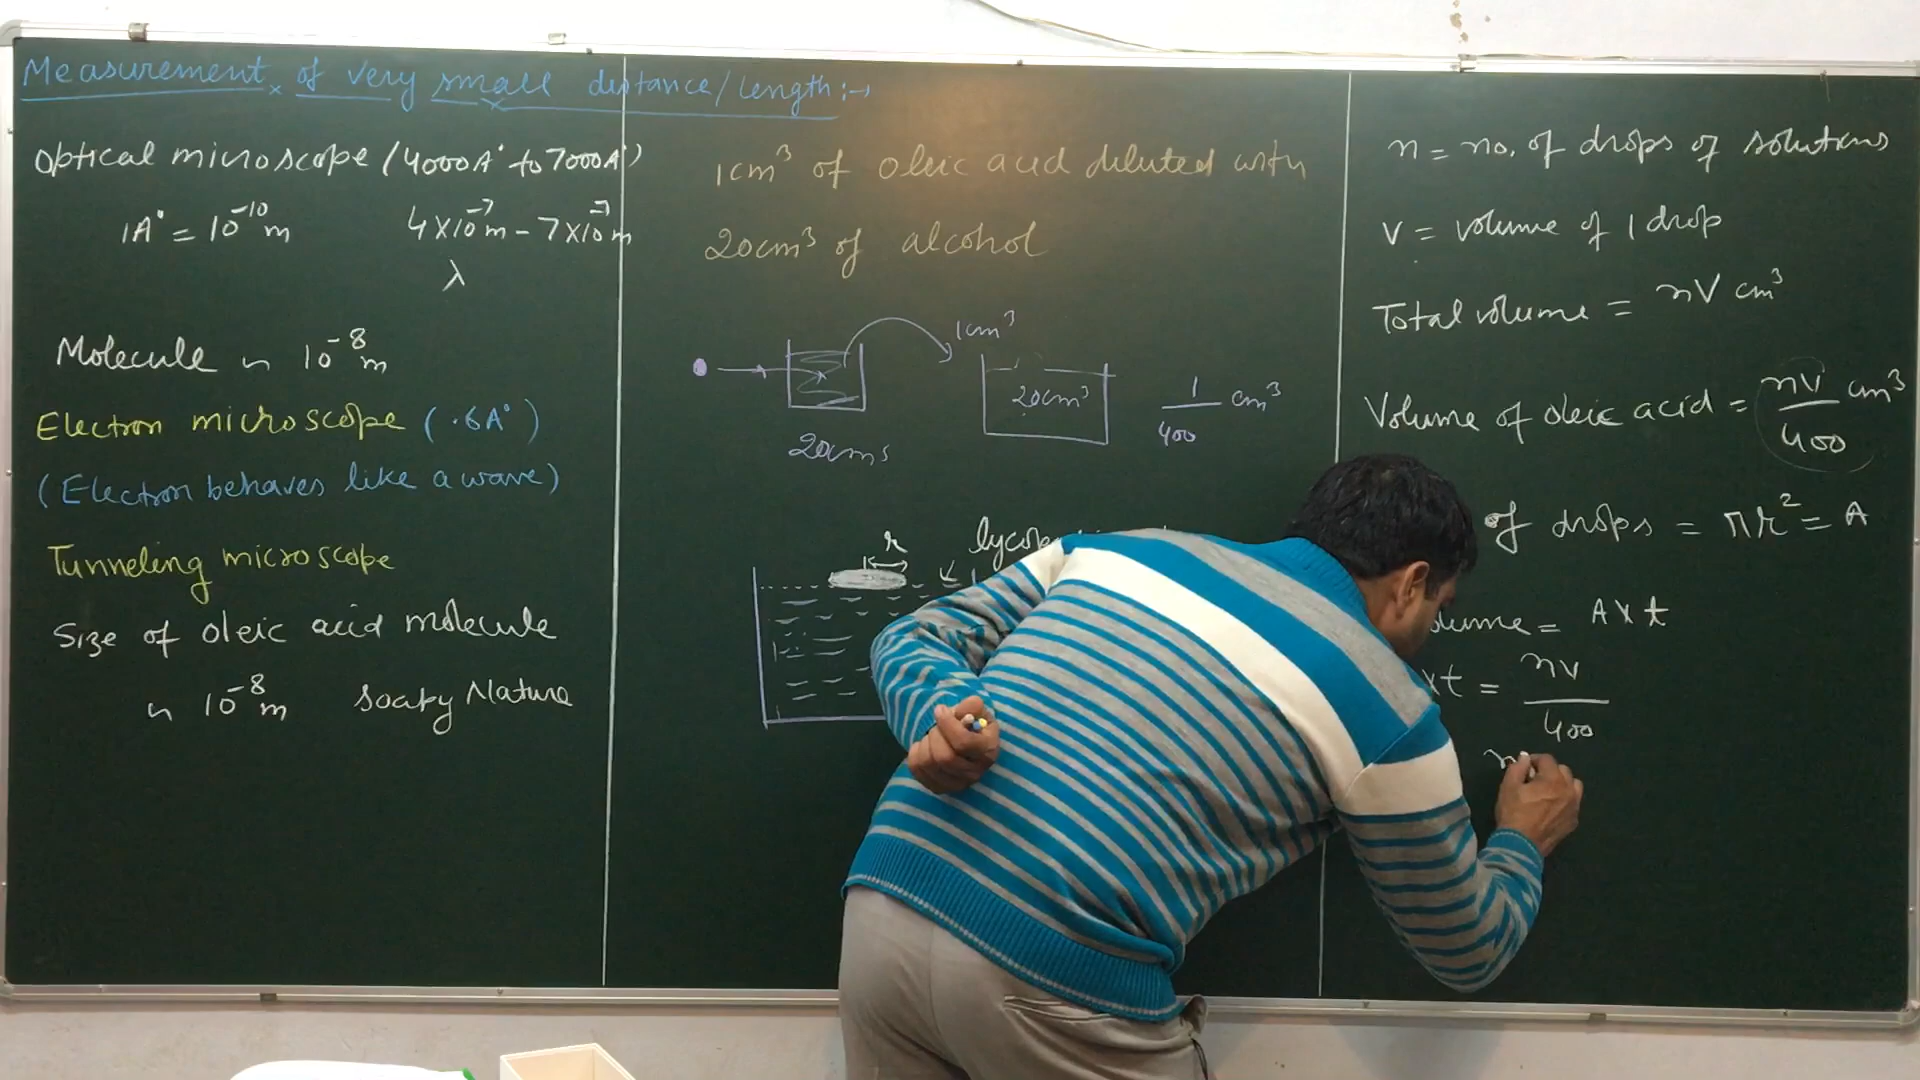 Measurement of very small distance/length:→
Optical microscope (4000A° to 7000A°)
1A° = 10⁻¹⁰m 4×10⁻⁷m – 7×10⁻⁷m
λ
Molecule ~ 10⁻⁸m
Electron microscope (.6A°)
(Electron behaves like a wave)
Tunneling microscope
Size of oleic acid molecule
~ 10⁻⁸m soapy Nature
1cm³ of oleic acid diluted with
20cm³ of alcohol
1cm³
20cm³
20cm³
1/400 cm³
r
n = no. of drops of solutions
v = volume of 1 drop
Total volume = nV cm³
Volume of oleic acid = nV/400 cm³
of drops = πr² = A
= A×t
×t = nv/400
n